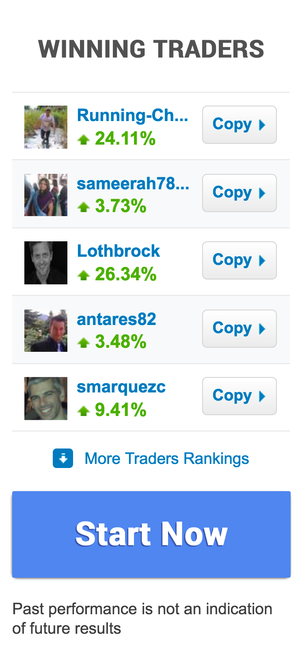 WINNING TRADERS
Running-Ch...
24.11%
Copy
sameerah78...
3.73%
Copy
Lothbrock
26.34%
Copy
antares82
3.48%
Copy
smarquezc
9.41%
Copy
More Traders Rankings
Start Now
Past performance is not an indication
of future results